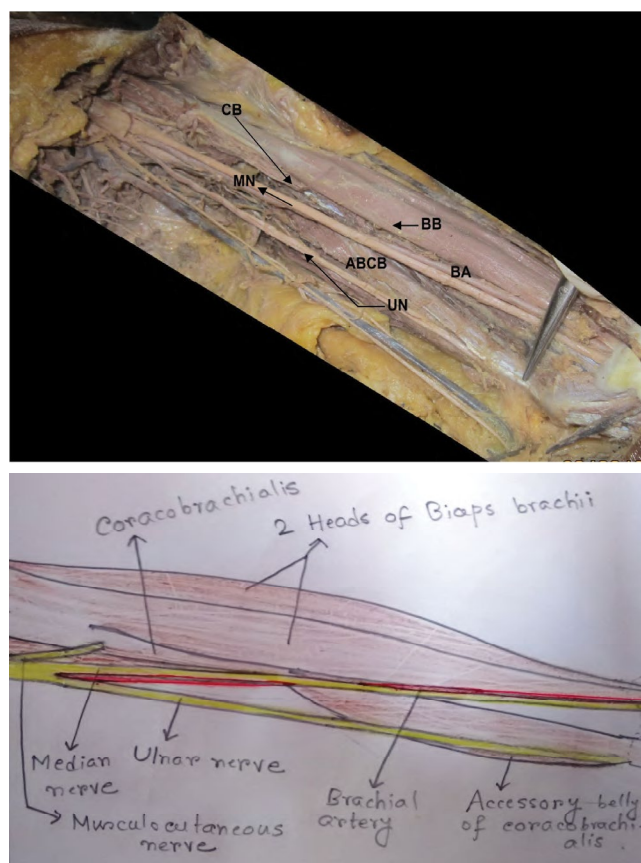 CB
MN
BB
ABCB
BA
UN
Coracobrachialis
2 Heads of Biceps brachii
Median
nerve
Ulnar nerve
Musculocutaneous
nerve
Brachial
artery
Accessory belly
of coracobrachi
alis.